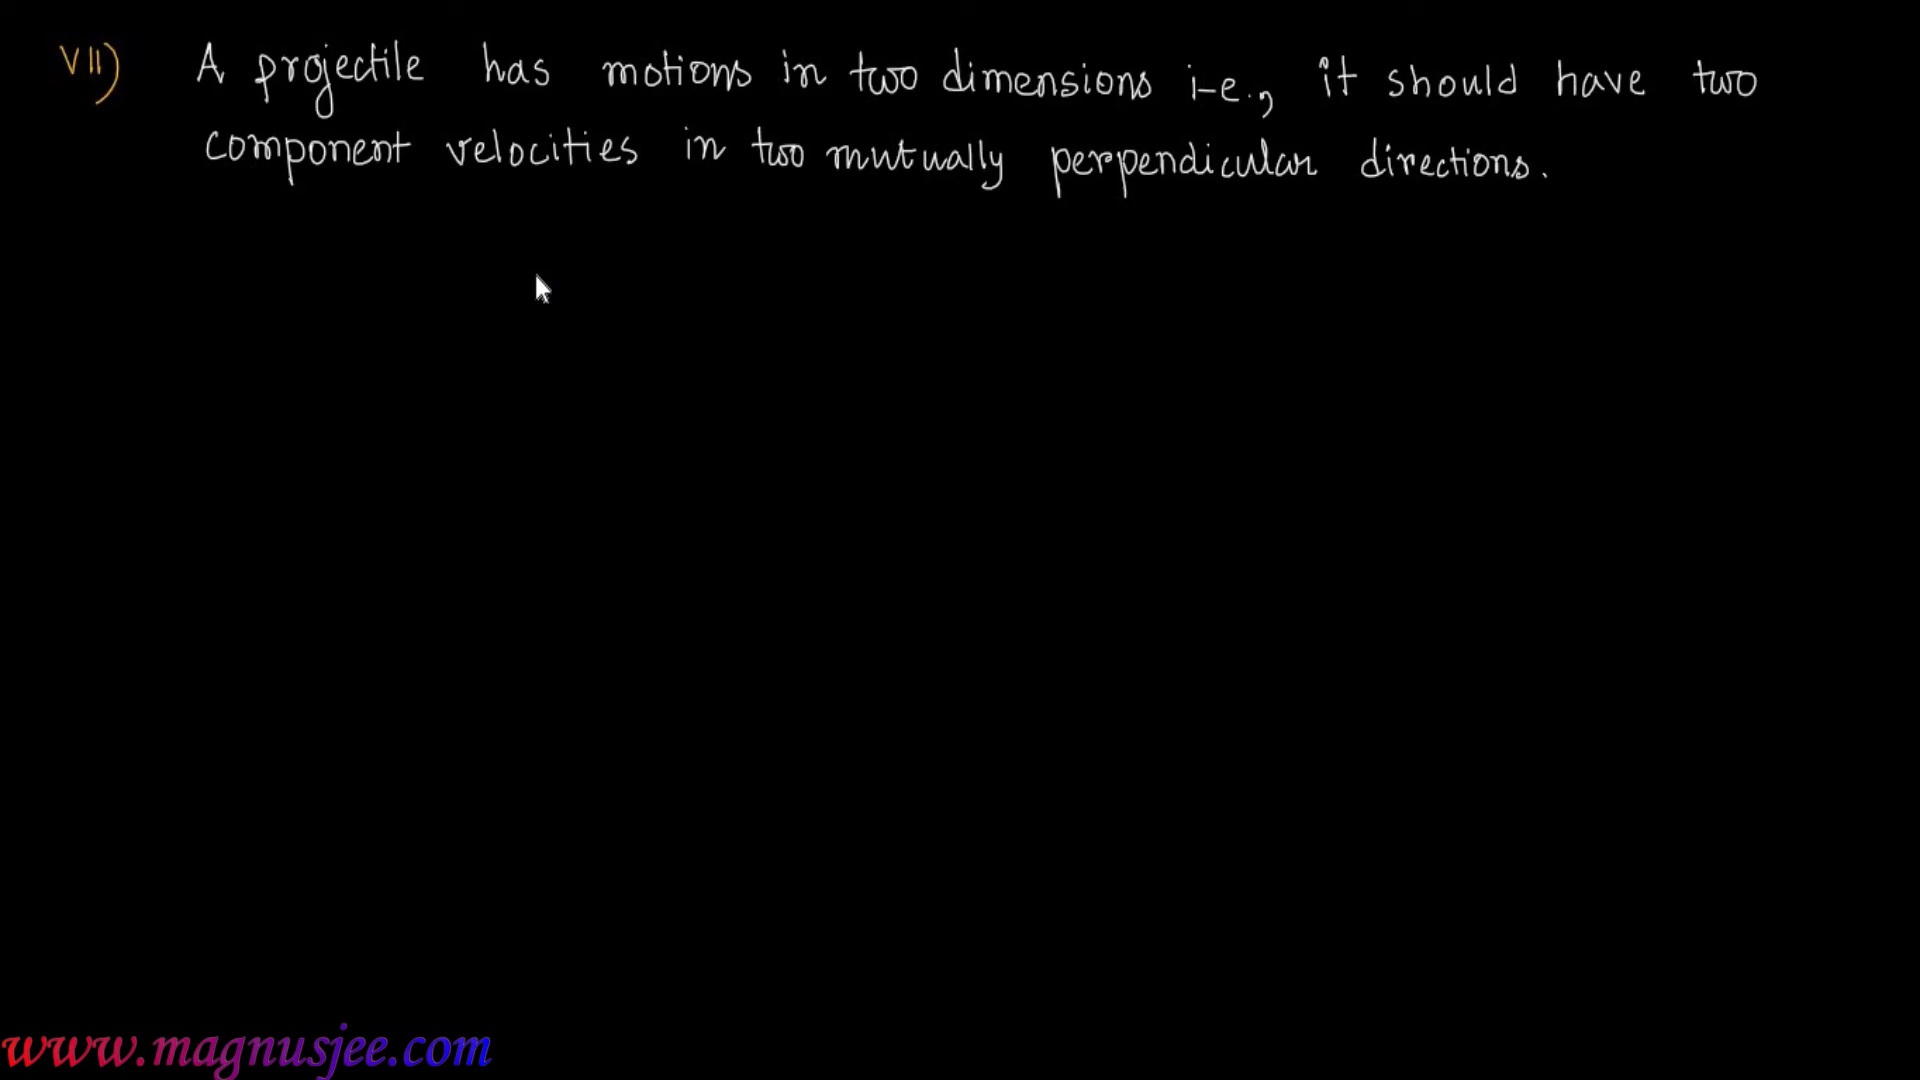 VII) A projectile has motions in two dimensions i-e., it should have two
component velocities in two mutually perpendicular directions.
www.magnusjee.com